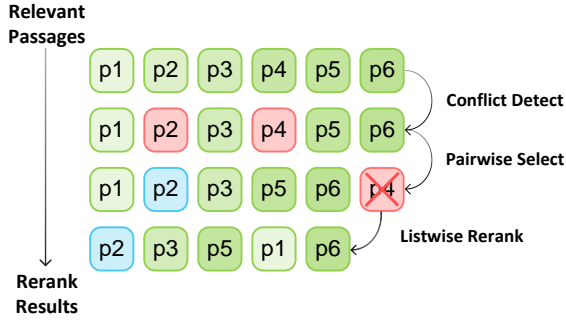 Relevant
Passages
p1 p2 p3 p4 p5 p6
Conflict Detect
p1 p2 p3 p4 p5 p6
Pairwise Select
p1 p2 p3 p5 p6 p4
Listwise Rerank
p2 p3 p5 p1 p6
Rerank
Results